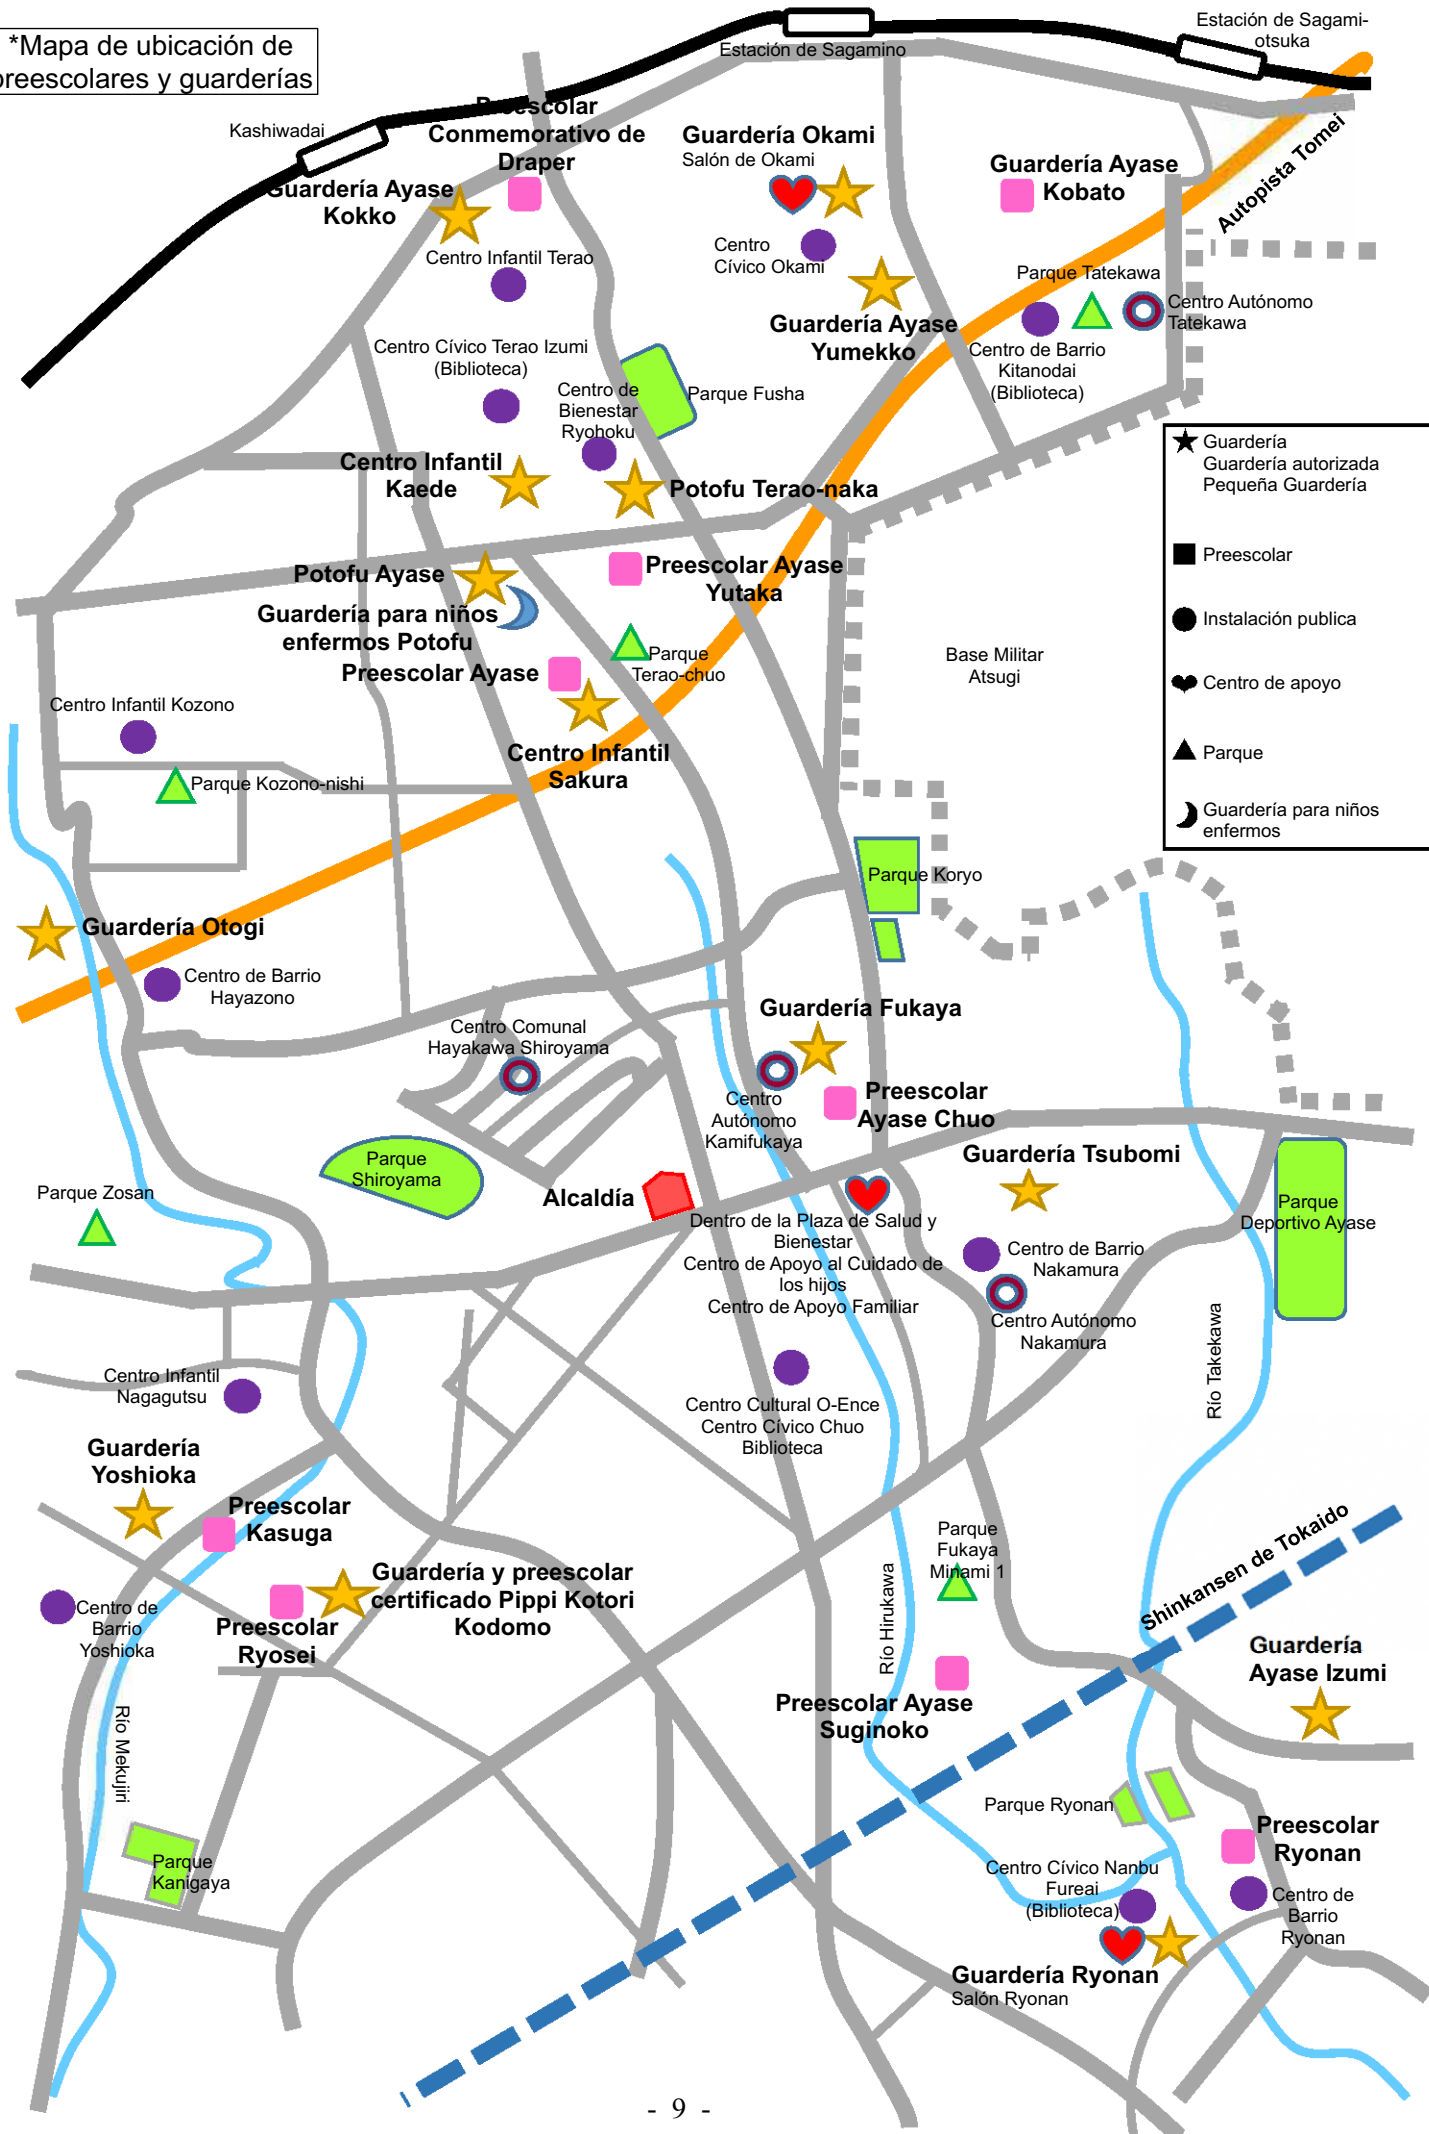 *Mapa de ubicación de
preescolares y guarderías
Estación de Sagami-
otsuka
Estación de Sagamino
Kashiwadai
Preescolar
Conmemorativo de
Draper
Guardería Okami
Salón de Okami
Guardería Ayase
Kobato
Autopista Tomei
Guardería Ayase
Kokko
Centro Infantil Terao
Centro
Cívico Okami
Parque Tatekawa
Centro Autónomo
Tatekawa
Guardería Ayase
Yumekko
Centro de Barrio
Kitanodai
(Biblioteca)
Centro Cívico Terao Izumi
(Biblioteca)
Centro de
Bienestar
Ryohoku
Parque Fusha
Guardería
Guardería autorizada
Pequeña Guardería
Preescolar
Instalación publica
Centro de apoyo
Parque
Guardería para niños
enfermos
Centro Infantil
Kaede
Potofu Terao-naka
Potofu Ayase
Preescolar Ayase
Yutaka
Guardería para niños
enfermos Potofu
Preescolar Ayase
Parque
Terao-chuo
Base Militar
Atsugi
Centro Infantil Kozono
Centro Infantil
Sakura
Parque Kozono-nishi
Parque Koryo
Guardería Otogi
Centro de Barrio
Hayazono
Guardería Fukaya
Centro Comunal
Hayakawa Shiroyama
Centro
Autónomo
Kamifukaya
Preescolar
Ayase Chuo
Guardería Tsubomi
Parque
Shiroyama
Parque Zosan
Alcaldía
Parque
Deportivo Ayase
Dentro de la Plaza de Salud y
Bienestar
Centro de Apoyo al Cuidado de
los hijos
Centro de Apoyo Familiar
Centro de Barrio
Nakamura
Centro Autónomo
Nakamura
Río Takekawa
Centro Infantil
Nagagutsu
Centro Cultural O-Ence
Centro Cívico Chuo
Biblioteca
Guardería
Yoshioka
Preescolar
Kasuga
Shinkansen de Tokaido
Parque
Fukaya
Minami 1
Guardería y preescolar
certificado Pippi Kotori
Kodomo
Centro de
Barrio
Yoshioka
Preescolar
Ryosei
Río Hirukawa
Guardería
Ayase Izumi
Preescolar Ayase
Suginoko
Río Mekujiri
Parque Ryonan
Preescolar
Ryonan
Parque
Kanigaya
Centro Cívico Nanbu
Fureai
(Biblioteca)
Centro de
Barrio
Ryonan
Guardería Ryonan
Salón Ryonan
- 9 -